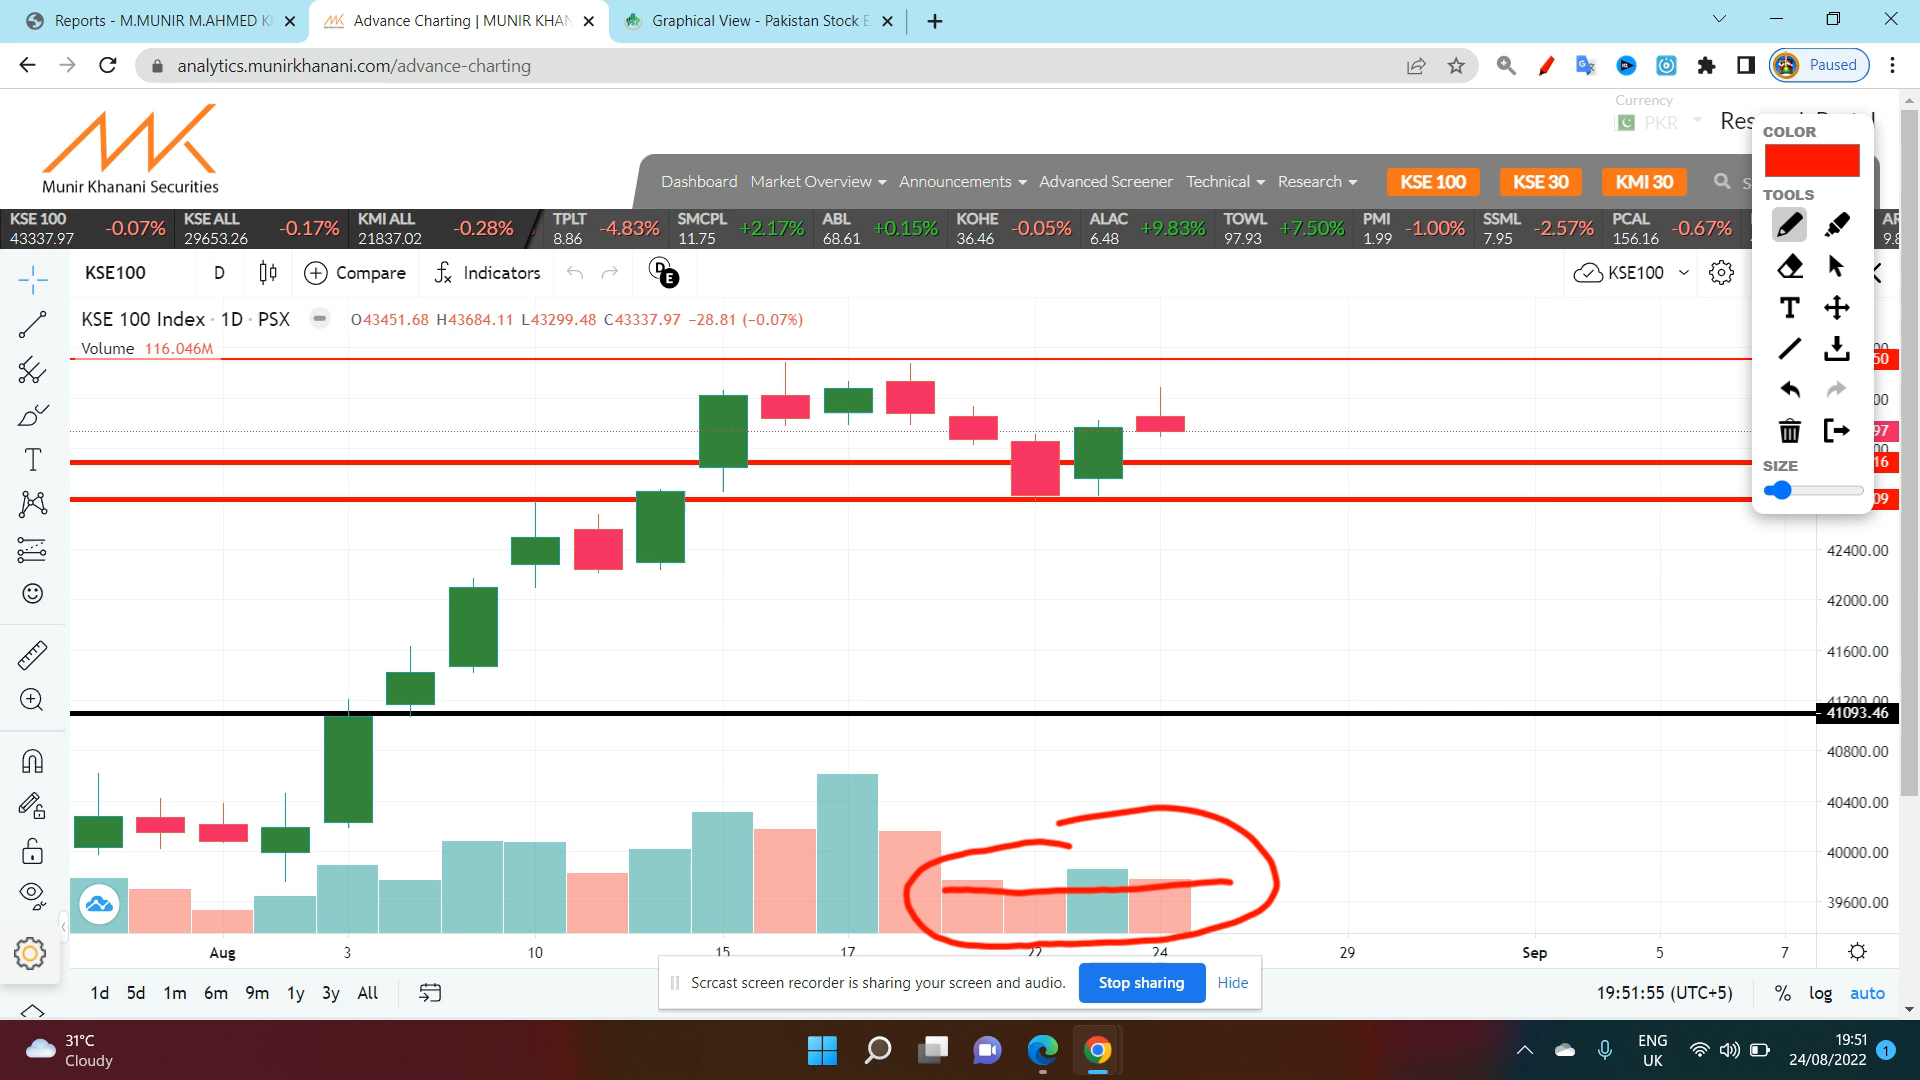 Reports - M.MUNIR M.AHMED K
Advance Charting | MUNIR KHAN
Graphical View - Pakistan Stock E
analytics.munirkhanani.com/advance-charting
Paused
Munir Khanani Securities
Currency
PKR
COLOR
TOOLS
SIZE
Dashboard Market Overview Announcements Advanced Screener Technical Research KSE 100 KSE 30 KMI 30 S
KSE 100 43337.97 -0.07%
KSE ALL 29653.26 -0.17%
KMI ALL 21837.02 -0.28%
TPLT 8.86 -4.83%
SMCPL 11.75 +2.17%
ABL 68.61 +0.15%
KOHE 36.46 -0.05%
ALAC 6.48 +9.83%
TOWL 97.93 +7.50%
PMI 1.99 -1.00%
SSML 7.95 -2.57%
PCAL 156.16 -0.67%
KSE100 D Compare Indicators D E KSE100
KSE 100 Index · 1D · PSX O43451.68 H43684.11 L43299.48 C43337.97 -28.81 (-0.07%)
Volume 116.046M
42400.00
42000.00
41600.00
41200.00
41093.46
40800.00
40400.00
40000.00
39600.00
Aug 3 10 15 17 22 24 29 Sep 5 7
1d 5d 1m 6m 9m 1y 3y All
Scrcast screen recorder is sharing your screen and audio. Stop sharing Hide
19:51:55 (UTC+5) % log auto
31°C
Cloudy
ENG
UK
19:51
24/08/2022
1